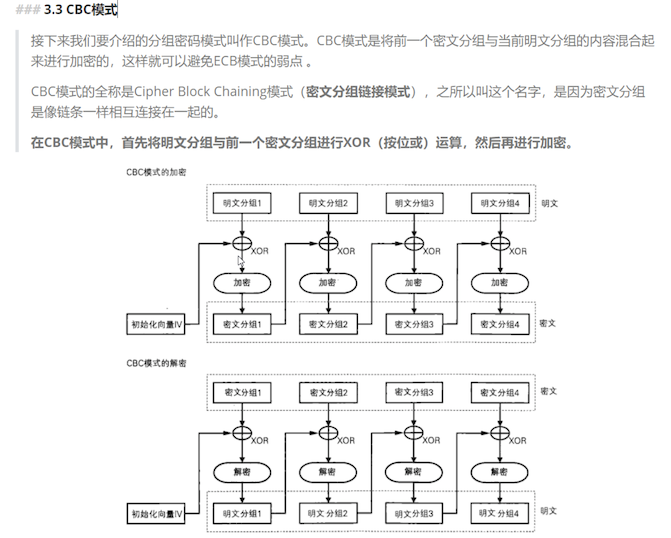 ### 3.3 CBC模式
接下来我们要介绍的分组密码模式叫作CBC模式。CBC模式是将前一个密文分组与当前明文分组的内容混合起
来进行加密的，这样就可以避免ECB模式的弱点 。
CBC模式的全称是Cipher Block Chaining模式（密文分组链接模式），之所以叫这个名字，是因为密文分组
是像链条一样相互连接在一起的。
在CBC模式中，首先将明文分组与前一个密文分组进行XOR（按位或）运算，然后再进行加密。
CBC模式的加密
明文分组1 明文分组2 明文分组3 明文分组4 明文
XOR XOR XOR XOR
加密 加密 加密 加密
初始化向量IV 密文分组1 密文分组2 密文分组3 密文分组4 密文
CBC模式的解密
密文分组1 密文分组2 密文分组3 密文分组4 密文
XOR XOR XOR XOR
解密 解密 解密 解密
初始化向量IV 明文分组1 明文分组2 明文分组3 明文分组4 明文